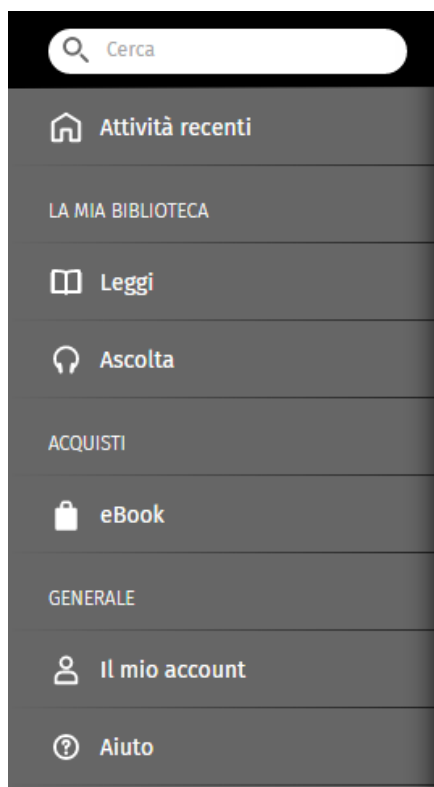 Cerca
Attività recenti
LA MIA BIBLIOTECA
Leggi
Ascolta
ACQUISTI
eBook
GENERALE
Il mio account
Aiuto